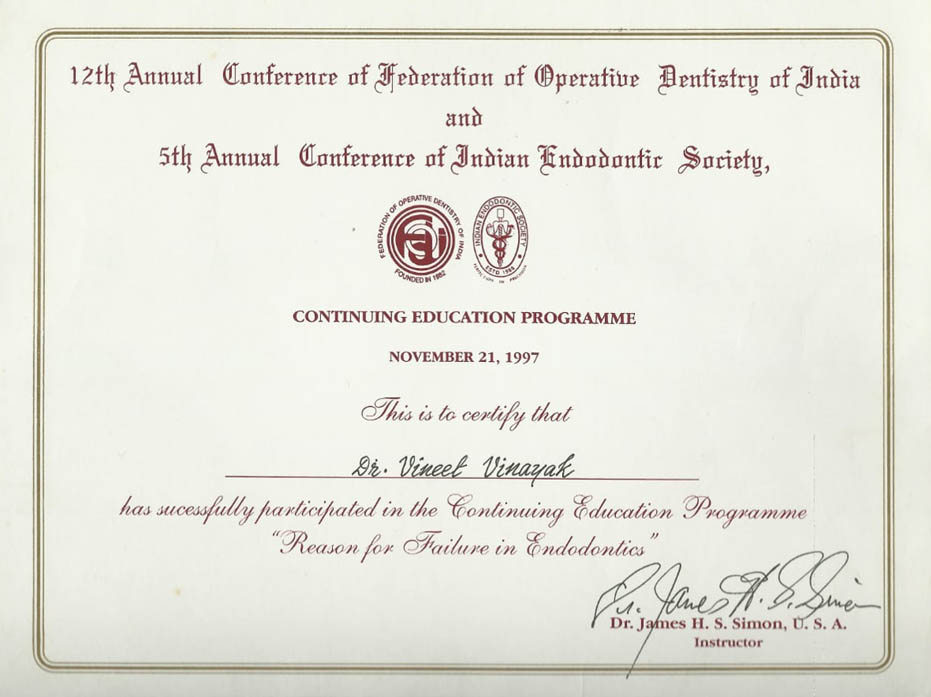 12th Annual Conference of Federation of Operative Dentistry of India
and
5th Annual Conference of Indian Endodontic Society,
FEDERATION OF OPERATIVE DENTISTRY OF INDIA
FOUNDED IN 1982
INDIAN ENDODONTIC SOCIETY
ESTD 1986
CONTINUING EDUCATION PROGRAMME
NOVEMBER 21, 1997
This is to certify that
Dr. Vineet Vinayak
has sucessfully participated in the Continuing Education Programme
"Reason for Failure in Endodontics"
Dr. James H. S. Simon
Dr. James H. S. Simon, U. S. A.
Instructor